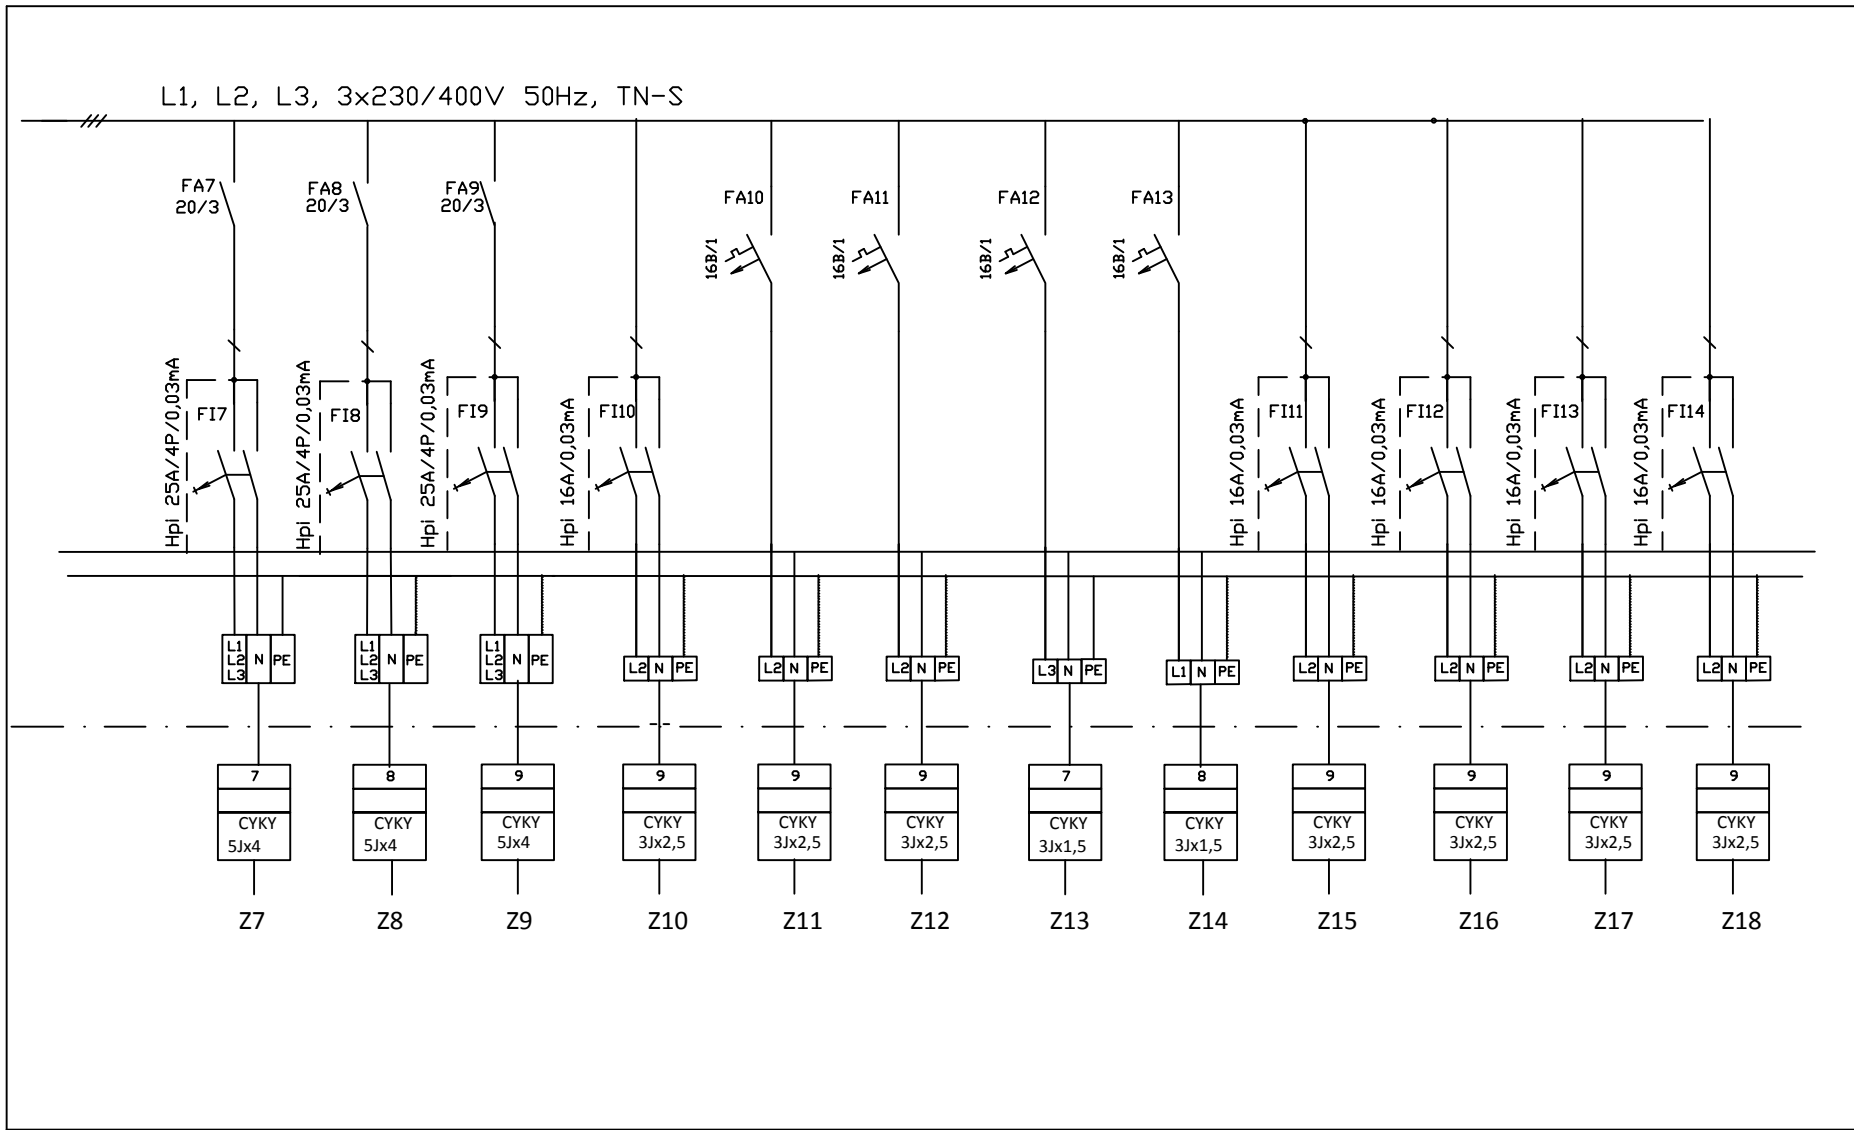 L1, L2, L3, 3x230/400V 50Hz, TN-S
FA7
20/3
FA8
20/3
FA9
20/3
FA10
16B/1
FA11
16B/1
FA12
16B/1
FA13
16B/1
Hpi 25A/4P/0,03mA
FI7
Hpi 25A/4P/0,03mA
FI8
Hpi 25A/4P/0,03mA
FI9
Hpi 16A/0,03mA
FI10
Hpi 16A/0,03mA
FI11
Hpi 16A/0,03mA
FI12
Hpi 16A/0,03mA
FI13
Hpi 16A/0,03mA
FI14
L1
L2 N PE
L3
L1
L2 N PE
L3
L1
L2 N PE
L3
L2 N PE
L2 N PE
L2 N PE
L3 N PE
L1 N PE
L2 N PE
L2 N PE
L2 N PE
L2 N PE
7
CYKY
5Jx4
Z7
8
CYKY
5Jx4
Z8
9
CYKY
5Jx4
Z9
9
CYKY
3Jx2,5
Z10
9
CYKY
3Jx2,5
Z11
9
CYKY
3Jx2,5
Z12
7
CYKY
3Jx1,5
Z13
8
CYKY
3Jx1,5
Z14
9
CYKY
3Jx2,5
Z15
9
CYKY
3Jx2,5
Z16
9
CYKY
3Jx2,5
Z17
9
CYKY
3Jx2,5
Z18